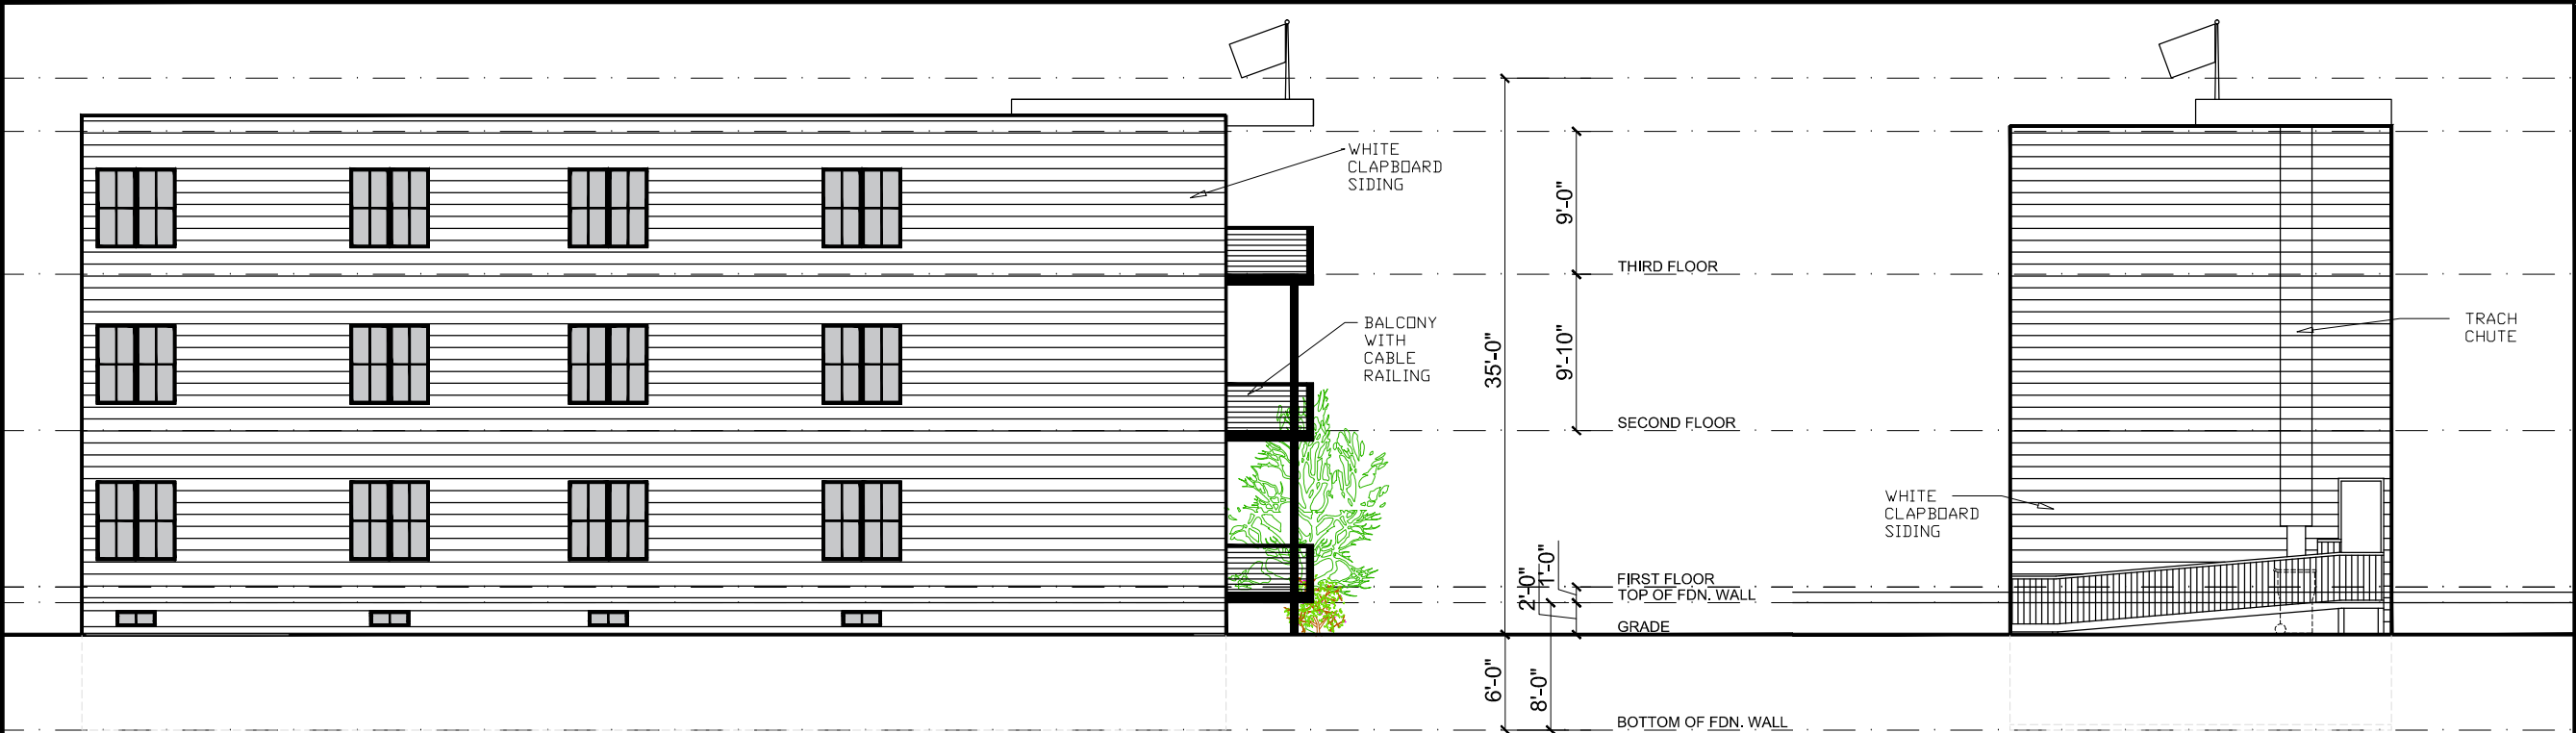 WHITE
CLAPBOARD
SIDING
9'-0"
THIRD FLOOR
BALCONY
WITH
CABLE
RAILING
35'-0"
9'-10"
TRACH
CHUTE
SECOND FLOOR
WHITE
CLAPBOARD
SIDING
2'-0"
1'-0"
FIRST FLOOR
TOP OF FDN. WALL
GRADE
6'-0"
8'-0"
BOTTOM OF FDN. WALL